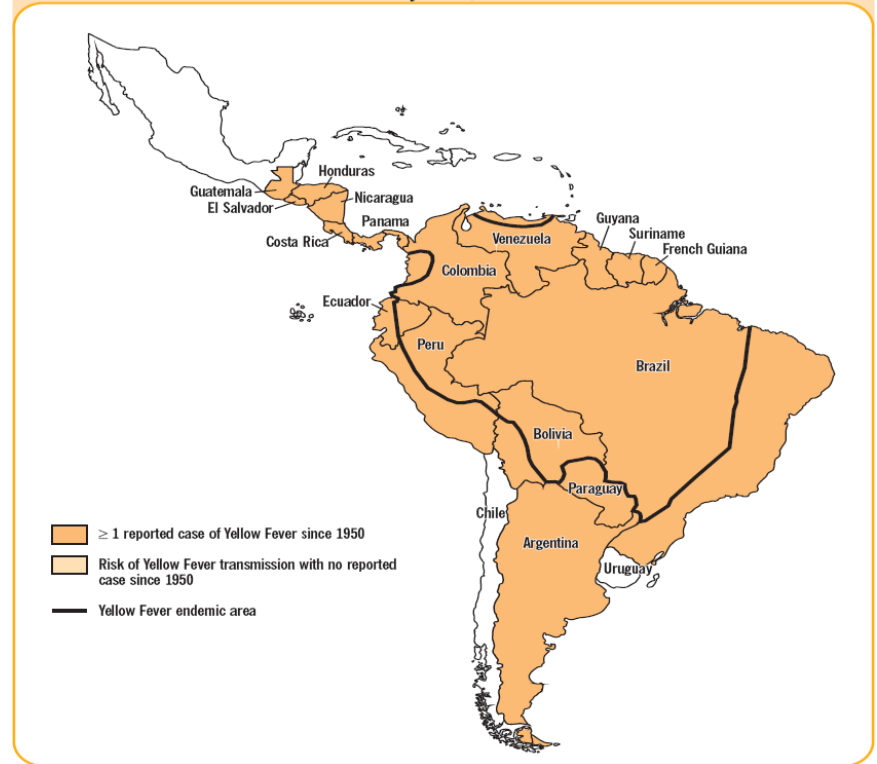 Honduras
Guatemala
El Salvador
Nicaragua
Panama
Costa Rica
Guyana
Suriname
French Guiana
Venezuela
Colombia
Ecuador
Peru
Brazil
Bolivia
Paraguay
Chile
Argentina
Uruguay
≥ 1 reported case of Yellow Fever since 1950
Risk of Yellow Fever transmission with no reported
case since 1950
Yellow Fever endemic area